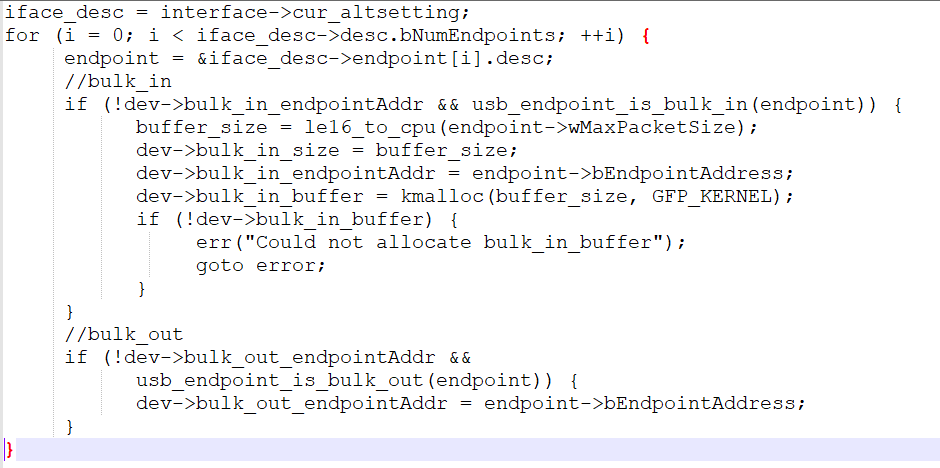 iface_desc = interface->cur_altsetting;
for (i = 0; i < iface_desc->desc.bNumEndpoints; ++i) {
endpoint = &iface_desc->endpoint[i].desc;
//bulk_in
if (!dev->bulk_in_endpointAddr && usb_endpoint_is_bulk_in(endpoint)) {
buffer_size = le16_to_cpu(endpoint->wMaxPacketSize);
dev->bulk_in_size = buffer_size;
dev->bulk_in_endpointAddr = endpoint->bEndpointAddress;
dev->bulk_in_buffer = kmalloc(buffer_size, GFP_KERNEL);
if (!dev->bulk_in_buffer) {
err("Could not allocate bulk_in_buffer");
goto error;
}
}
//bulk_out
if (!dev->bulk_out_endpointAddr &&
usb_endpoint_is_bulk_out(endpoint)) {
dev->bulk_out_endpointAddr = endpoint->bEndpointAddress;
}
}